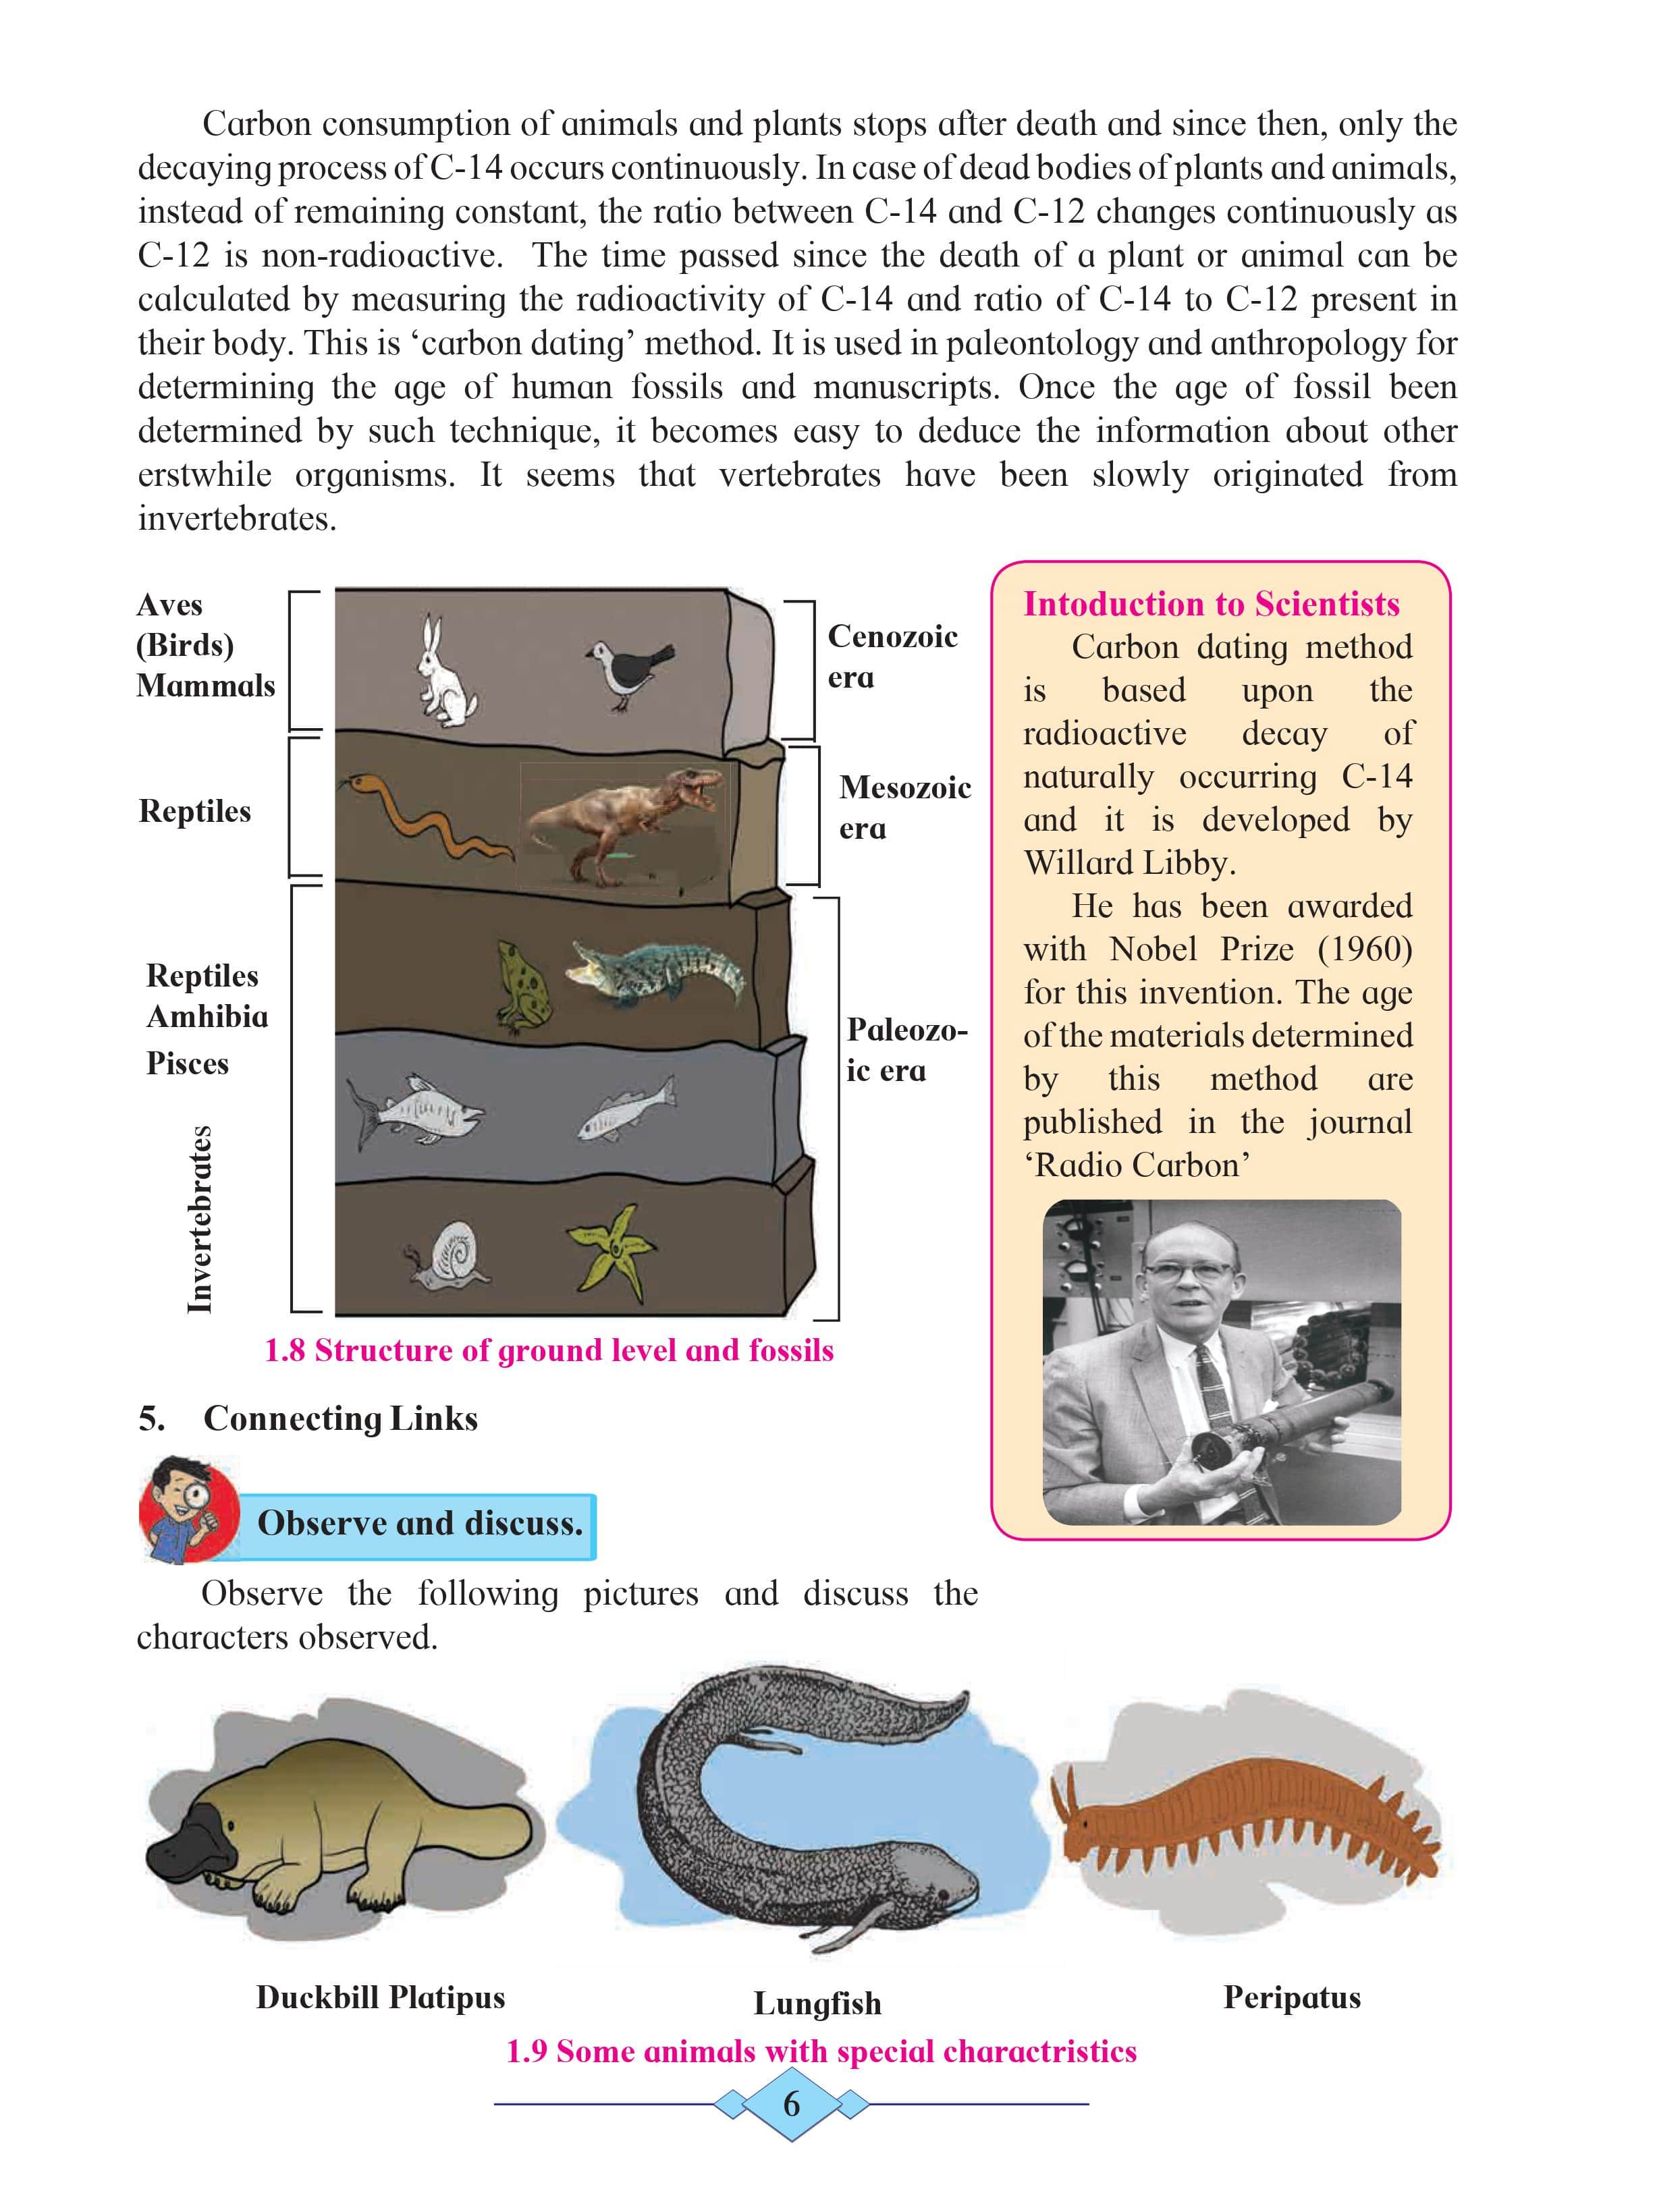 Carbon consumption of animals and plants stops after death and since then, only the
decaying process of C-14 occurs continuously. In case of dead bodies of plants and animals,
instead of remaining constant, the ratio between C-14 and C-12 changes continuously as
C-12 is non-radioactive. The time passed since the death of a plant or animal can be
calculated by measuring the radioactivity of C-14 and ratio of C-14 to C-12 present in
their body. This is ‘carbon dating’ method. It is used in paleontology and anthropology for
determining the age of human fossils and manuscripts. Once the age of fossil been
determined by such technique, it becomes easy to deduce the information about other
erstwhile organisms. It seems that vertebrates have been slowly originated from
invertebrates.
Aves
(Birds)
Mammals
Reptiles
Reptiles
Amhibia
Pisces
Invertebrates
Cenozoic
era
Mesozoic
era
Paleozo-
ic era
1.8 Structure of ground level and fossils
Intoduction to Scientists
Carbon dating method
is based upon the
radioactive decay of
naturally occurring C-14
and it is developed by
Willard Libby.
He has been awarded
with Nobel Prize (1960)
for this invention. The age
of the materials determined
by this method are
published in the journal
‘Radio Carbon’
5. Connecting Links
Observe and discuss.
Observe the following pictures and discuss the
characters observed.
Duckbill Platipus
Lungfish
Peripatus
1.9 Some animals with special charactristics
6